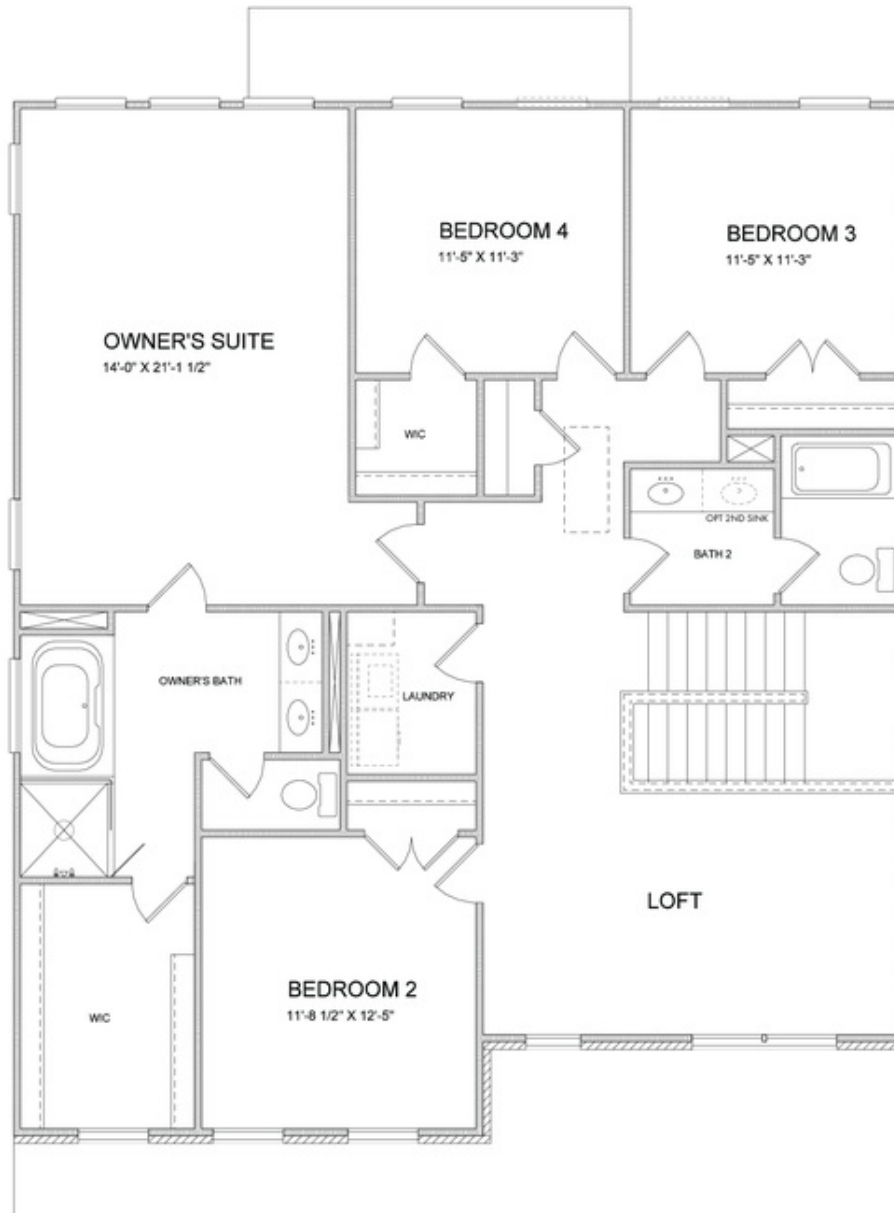 BEDROOM 4
11'-5" X 11'-3"
BEDROOM 3
11'-5" X 11'-3"
OWNER'S SUITE
14'-0" X 21'-1 1/2"
WIC
OPT 2ND SINK
BATH 2
OWNER'S BATH
LAUNDRY
LOFT
BEDROOM 2
11'-8 1/2" X 12'-5"
WIC